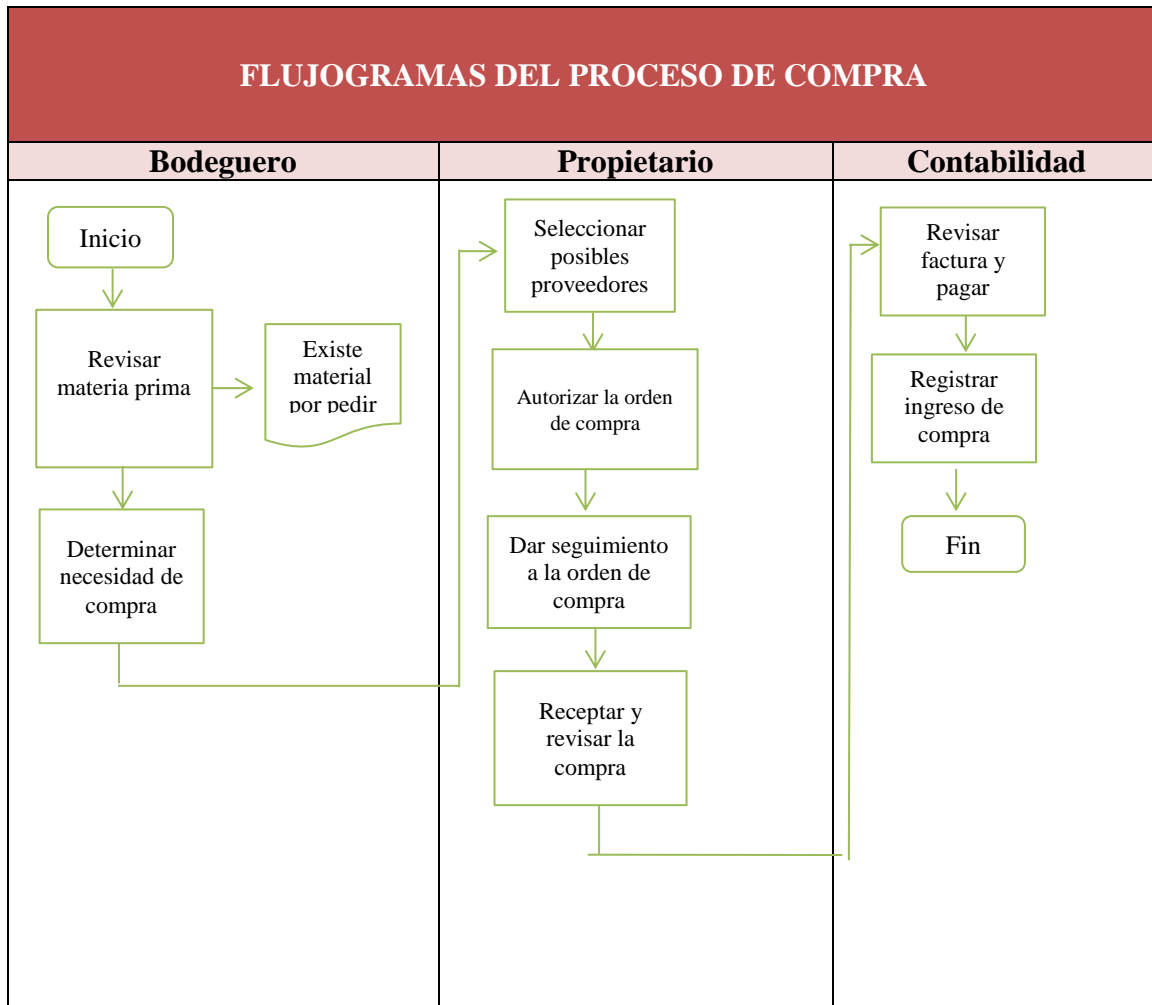 FLUJOGRAMAS DEL PROCESO DE COMPRA
Bodeguero
Propietario
Contabilidad
Inicio
Revisar
materia prima
Existe
material
por pedir
Determinar
necesidad de
compra
Seleccionar
posibles
proveedores
Autorizar la orden
de compra
Dar seguimiento
a la orden de
compra
Receptar y
revisar la
compra
Revisar
factura y
pagar
Registrar
ingreso de
compra
Fin